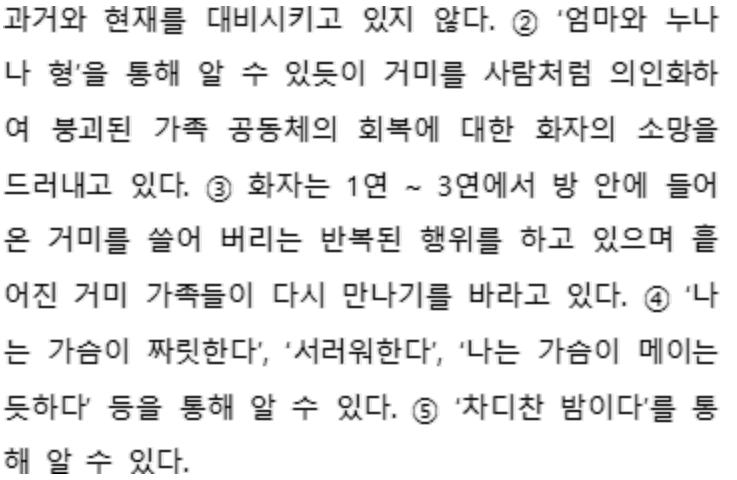 과거와 현재를 대비시키고 있지 않다. ② ‘엄마와 누나
나 형’을 통해 알 수 있듯이 거미를 사람처럼 의인화하
여 붕괴된 가족 공동체의 회복에 대한 화자의 소망을
드러내고 있다. ③ 화자는 1연 ~ 3연에서 방 안에 들어
온 거미를 쓸어 버리는 반복된 행위를 하고 있으며 흩
어진 거미 가족들이 다시 만나기를 바라고 있다. ④ ‘나
는 가슴이 짜릿한다’, ‘서러워한다’, ‘나는 가슴이 메이는
듯하다’ 등을 통해 알 수 있다. ⑤ ‘차디찬 밤이다’를 통
해 알 수 있다.